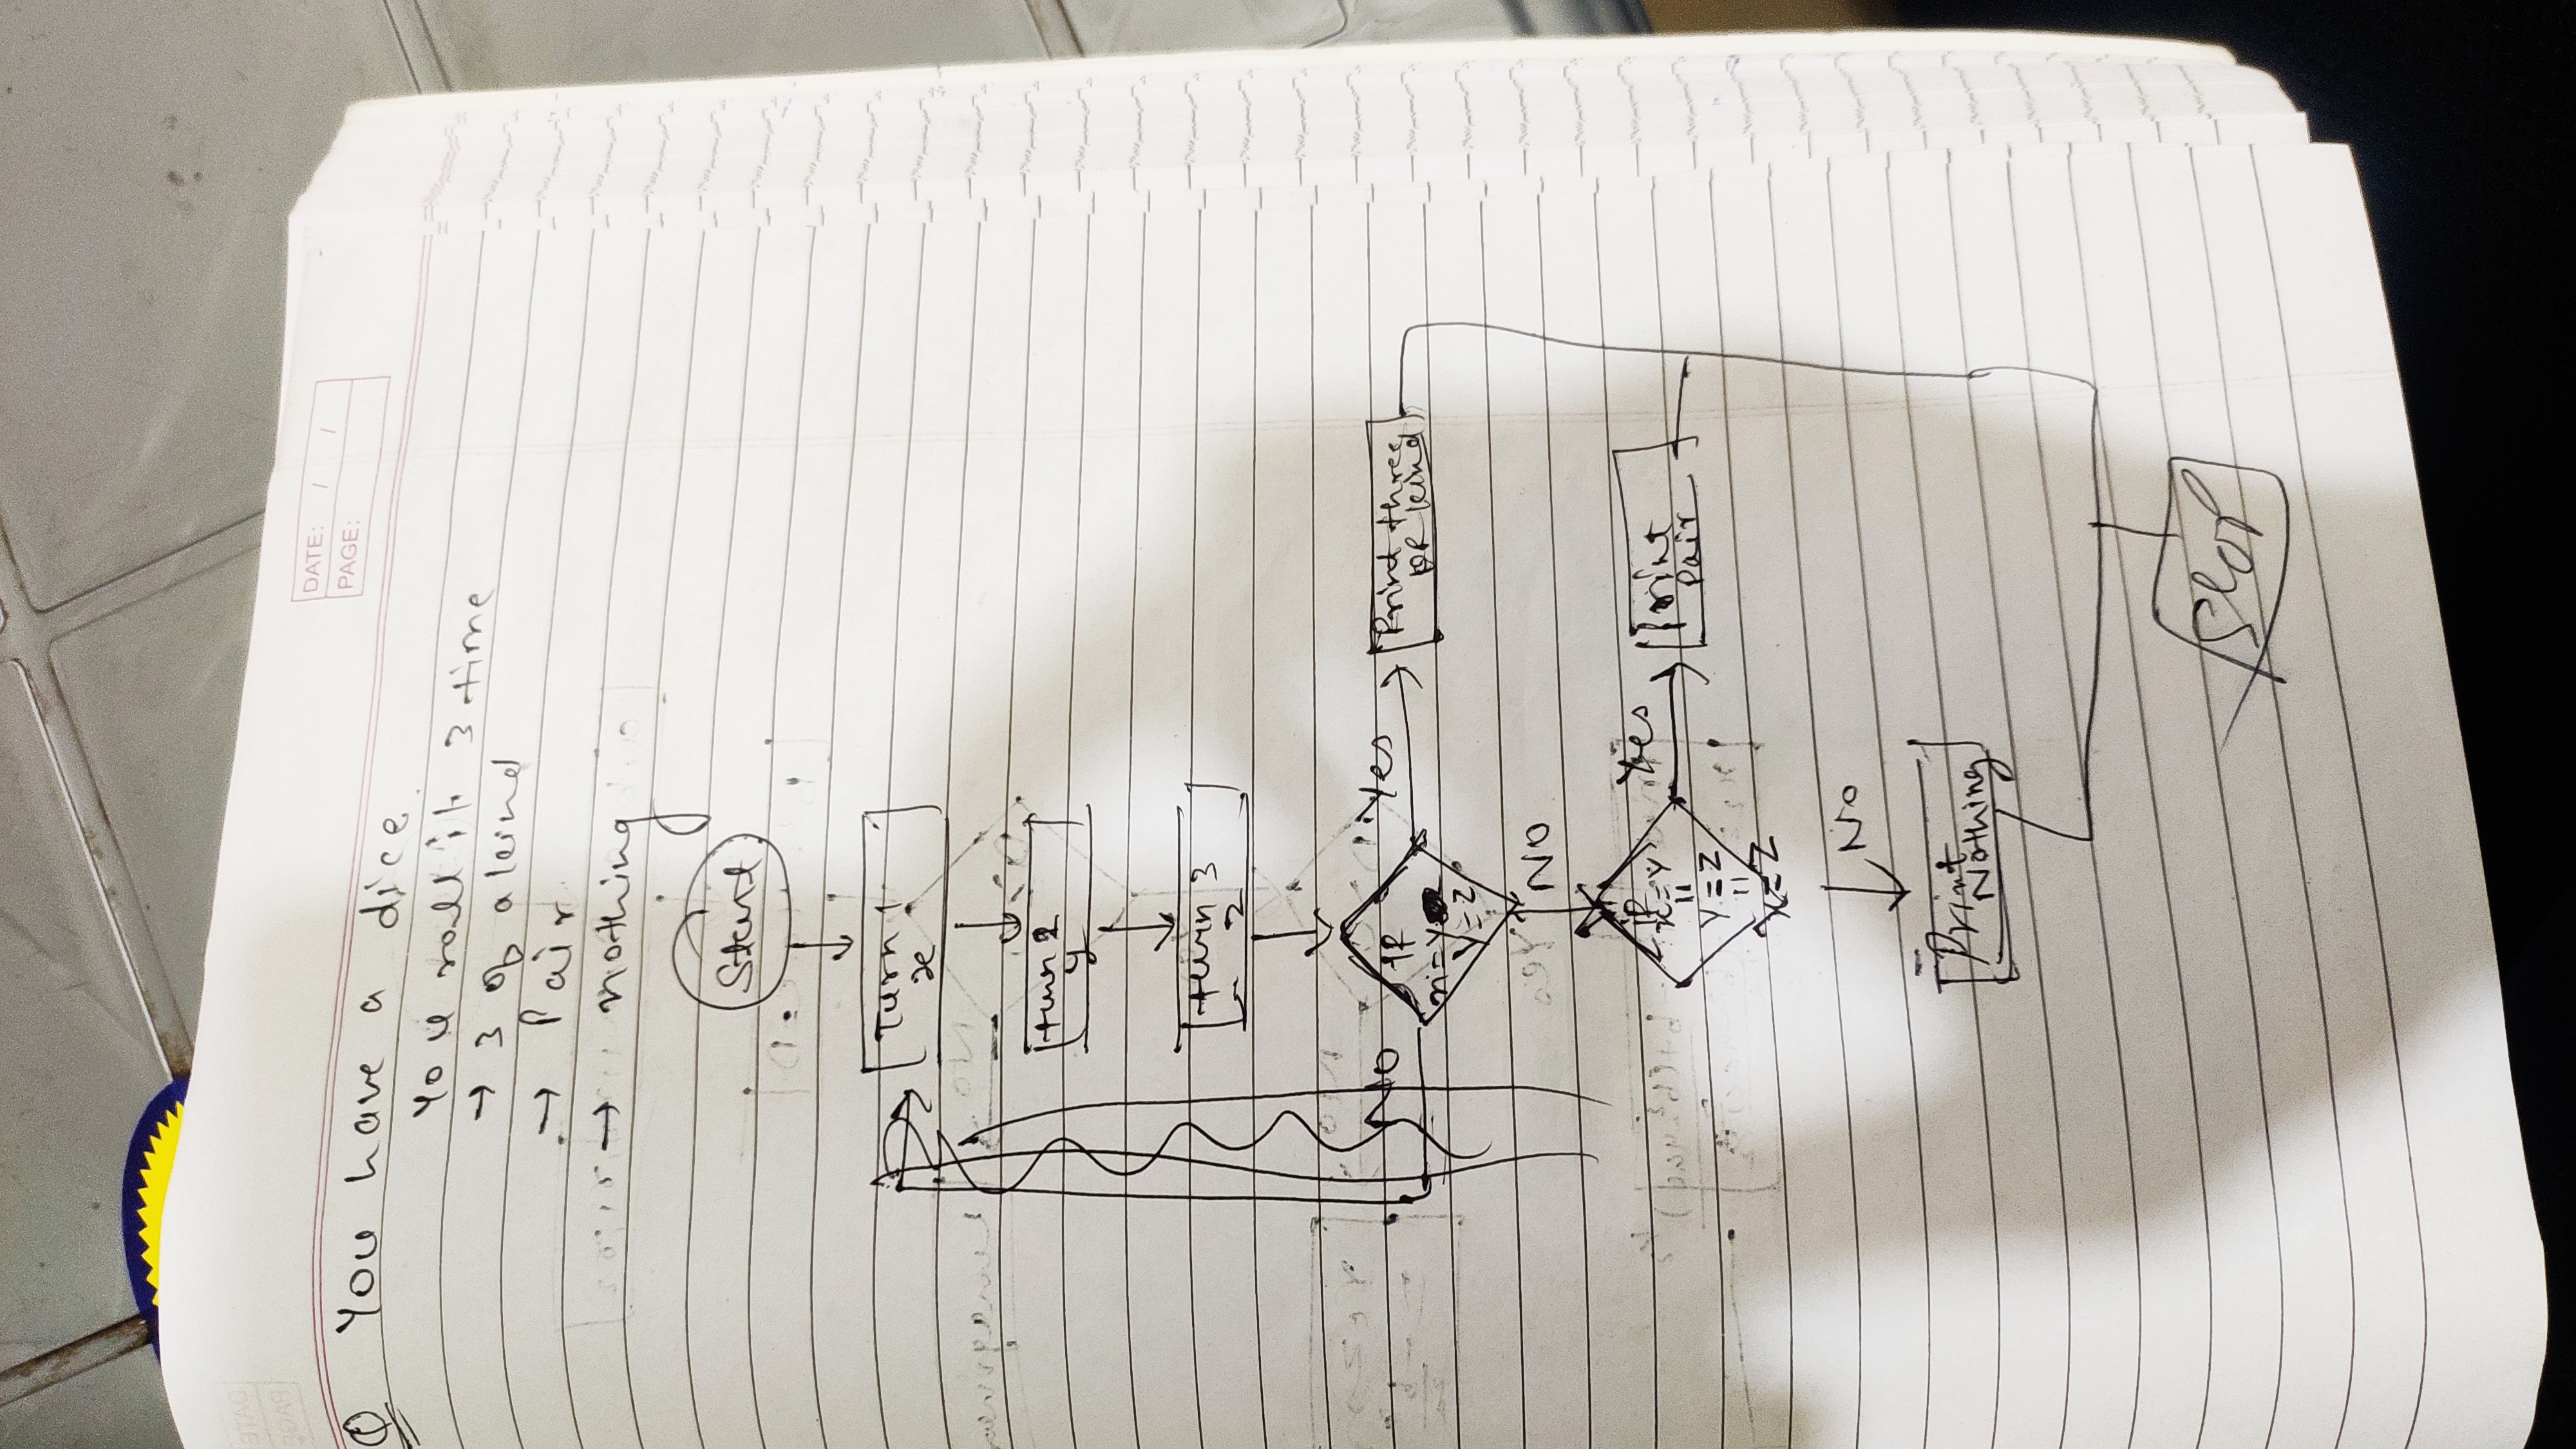 DATE: / /
PAGE:
Q You have a dice
You roll it 3 time
→ 3 of a kind
→ Pair
→ nothing
Start
Turn 1
x
turn 2
y
turn 3
z
No
if
x=y
y=z
Yes
Print three
of kind
NO
if
x=y
||
y=z
||
x=z
Yes
Print
Pair
No
Print
Nothing
Stop